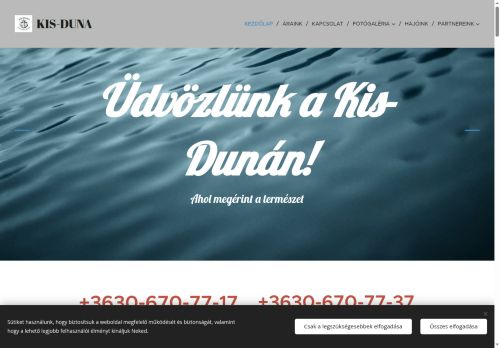 KIS-DUNA
KEZDŐLAP / ÁRAINK / KAPCSOLAT / FOTÓGALÉRIA / HAJÓINK / PARTNEREINK
Üdvözlünk a Kis-
Dunán!
Ahol megérint a természet
+3630-670-77-17 +3630-670-77-37
Sütiket használunk, hogy biztosítsuk a weboldal megfelelő működését és biztonságát, valamint
hogy a lehető legjobb felhasználói élményt kínáljuk Neked.
Csak a legszükségesebbek elfogadása
Összes elfogadása